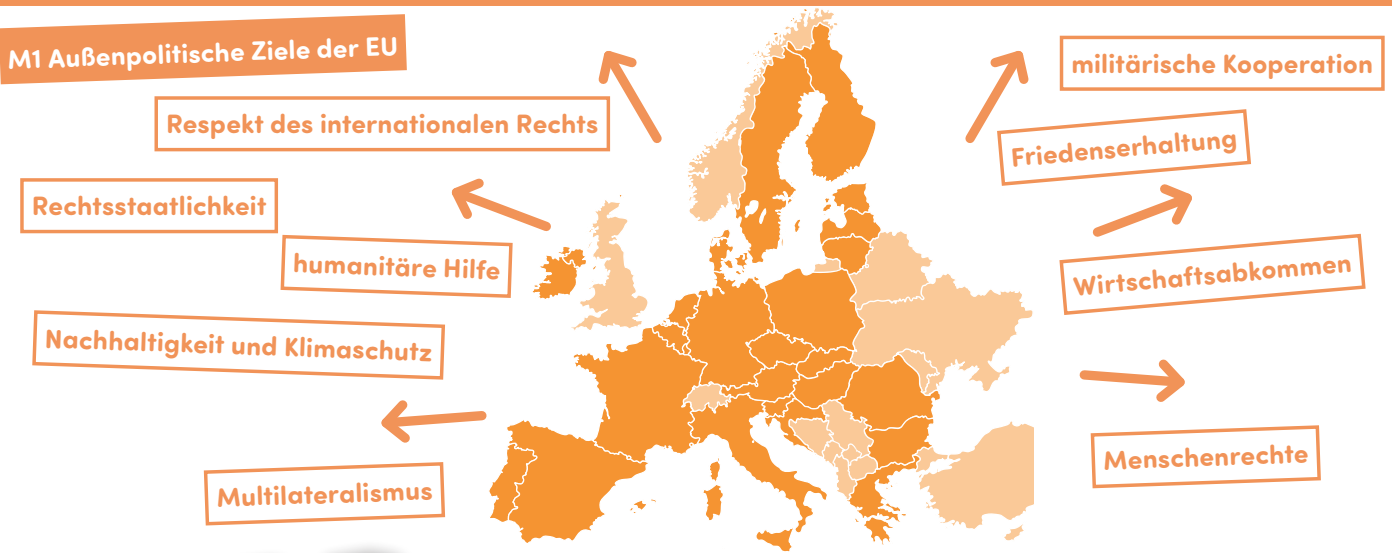 M1 Außenpolitische Ziele der EU
militärische Kooperation
Respekt des internationalen Rechts
Friedenserhaltung
Rechtsstaatlichkeit
humanitäre Hilfe
Wirtschaftsabkommen
Nachhaltigkeit und Klimaschutz
Menschenrechte
Multilateralismus